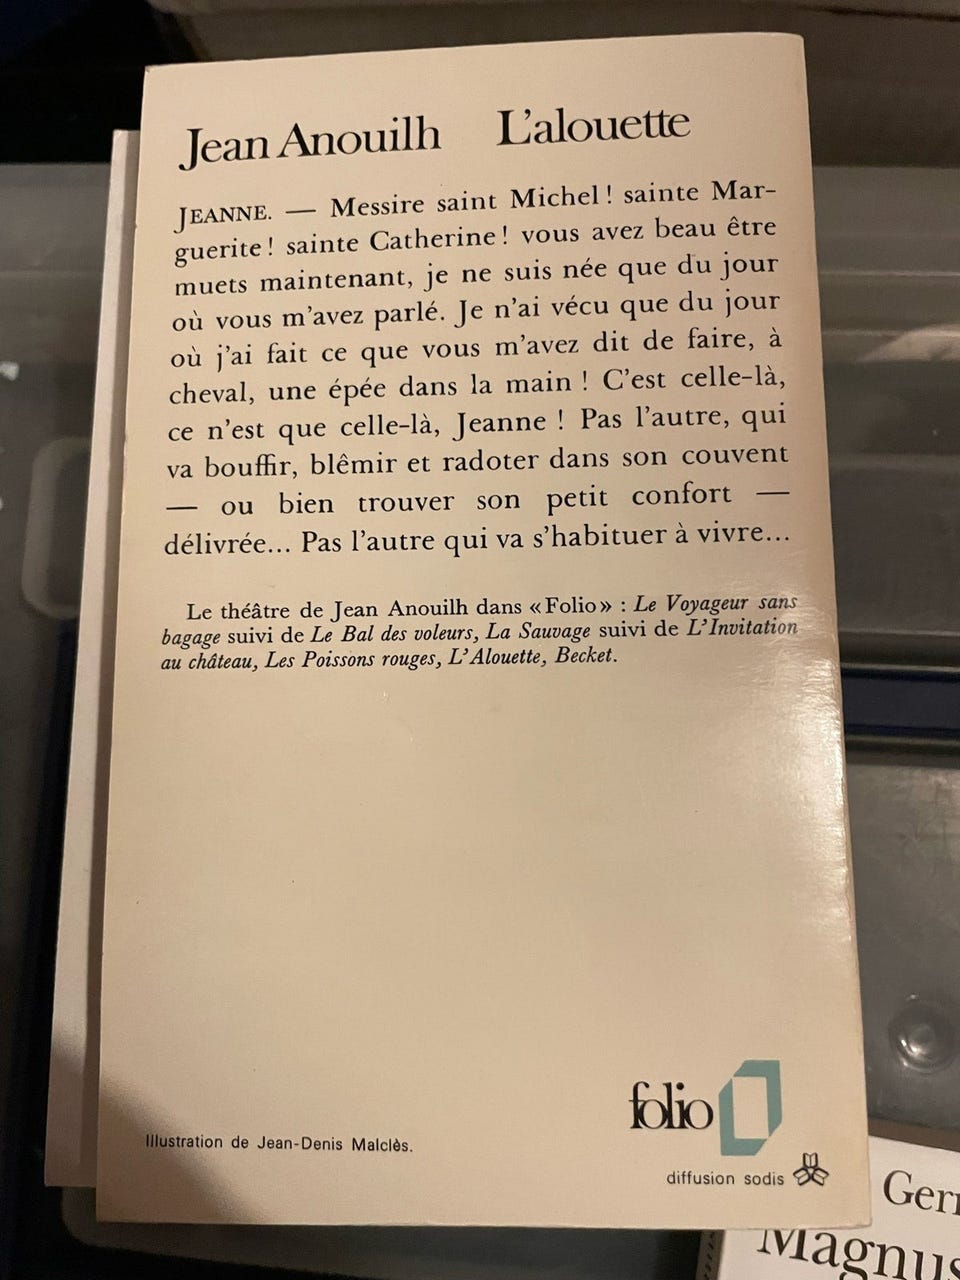 Jean Anouilh L'alouette
JEANNE. — Messire saint Michel ! sainte Mar-
guerite ! sainte Catherine ! vous avez beau être
muets maintenant, je ne suis née que du jour
où vous m'avez parlé. Je n'ai vécu que du jour
où j'ai fait ce que vous m'avez dit de faire, à
cheval, une épée dans la main ! C'est celle-là,
ce n'est que celle-là, Jeanne ! Pas l'autre, qui
va bouffir, blêmir et radoter dans son couvent
— ou bien trouver son petit confort —
délivrée... Pas l'autre qui va s'habituer à vivre...
Le théâtre de Jean Anouilh dans « Folio » : Le Voyageur sans
bagage suivi de Le Bal des voleurs, La Sauvage suivi de L'Invitation
au château, Les Poissons rouges, L'Alouette, Becket.
folio
Illustration de Jean-Denis Malclès.
diffusion sodis
Magnus